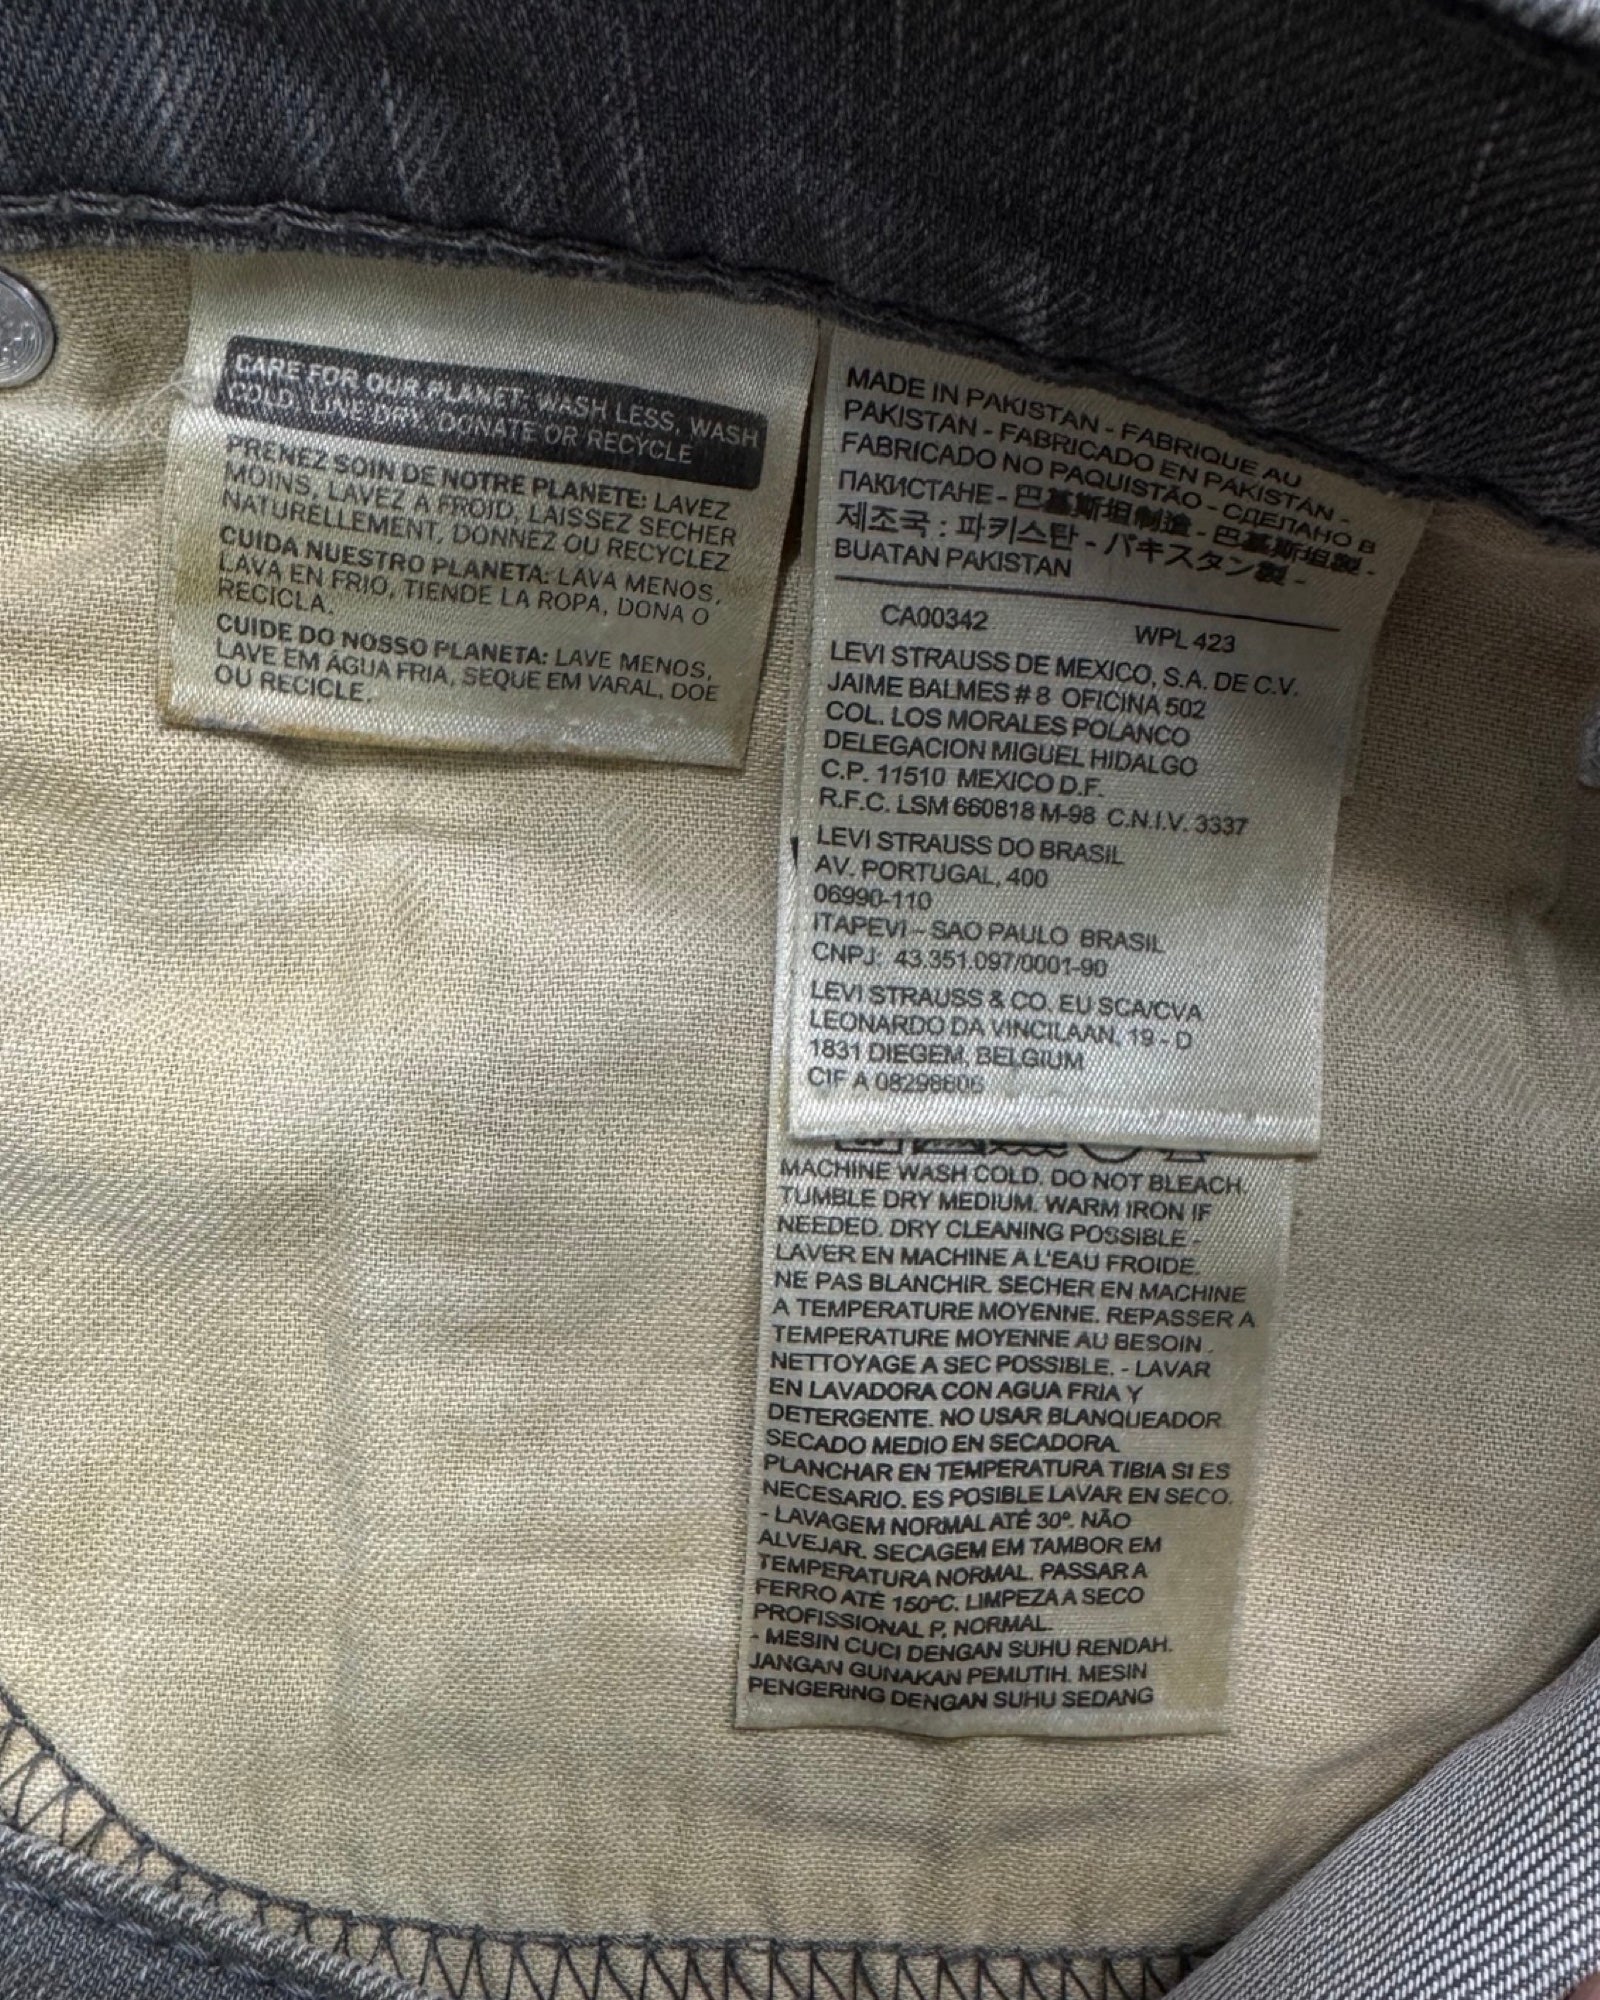 CARE FOR OUR PLANET: WASH LESS, WASH
COLD, LINE DRY, DONATE OR RECYCLE
PRENEZ SOIN DE NOTRE PLANETE: LAVEZ
MOINS, LAVEZ A FROID, LAISSEZ SECHER
NATURELLEMENT, DONNEZ OU RECYCLEZ
CUIDA NUESTRO PLANETA: LAVA MENOS,
LAVA EN FRIO, TIENDE LA ROPA, DONA O
RECICLA.
CUIDE DO NOSSO PLANETA: LAVE MENOS,
LAVE EM ÁGUA FRIA, SEQUE EM VARAL, DOE
OU RECICLE.
MADE IN PAKISTAN - FABRIQUE AU
PAKISTAN - FABRICADO EN PAKISTAN -
FABRICADO NO PAQUISTÃO - СДЕЛАНО В
ПАКИСТАНЕ - 巴基斯坦制造 - 巴基斯坦製 -
제조국 : 파키스탄 - パキスタン製 -
BUATAN PAKISTAN
CA00342 WPL 423
LEVI STRAUSS DE MEXICO, S.A. DE C.V.
JAIME BALMES # 8 OFICINA 502
COL. LOS MORALES POLANCO
DELEGACION MIGUEL HIDALGO
C.P. 11510 MEXICO D.F.
R.F.C. LSM 660818 M-98 C.N.I.V. 3337
LEVI STRAUSS DO BRASIL
AV. PORTUGAL, 400
06990-110
ITAPEVI – SAO PAULO BRASIL
CNPJ: 43.351.097/0001-90
LEVI STRAUSS & CO. EU SCA/CVA
LEONARDO DA VINCILAAN, 19 - D
1831 DIEGEM, BELGIUM
CIF A 08298606
MACHINE WASH COLD. DO NOT BLEACH.
TUMBLE DRY MEDIUM. WARM IRON IF
NEEDED. DRY CLEANING POSSIBLE -
LAVER EN MACHINE A L'EAU FROIDE.
NE PAS BLANCHIR. SECHER EN MACHINE
A TEMPERATURE MOYENNE. REPASSER A
TEMPERATURE MOYENNE AU BESOIN .
NETTOYAGE A SEC POSSIBLE. - LAVAR
EN LAVADORA CON AGUA FRIA Y
DETERGENTE. NO USAR BLANQUEADOR.
SECADO MEDIO EN SECADORA.
PLANCHAR EN TEMPERATURA TIBIA SI ES
NECESARIO. ES POSIBLE LAVAR EN SECO.
- LAVAGEM NORMAL ATÉ 30º. NÃO
ALVEJAR. SECAGEM EM TAMBOR EM
TEMPERATURA NORMAL. PASSAR A
FERRO ATÉ 150ºC. LIMPEZA A SECO
PROFISSIONAL P, NORMAL.
- MESIN CUCI DENGAN SUHU RENDAH.
JANGAN GUNAKAN PEMUTIH. MESIN
PENGERING DENGAN SUHU SEDANG